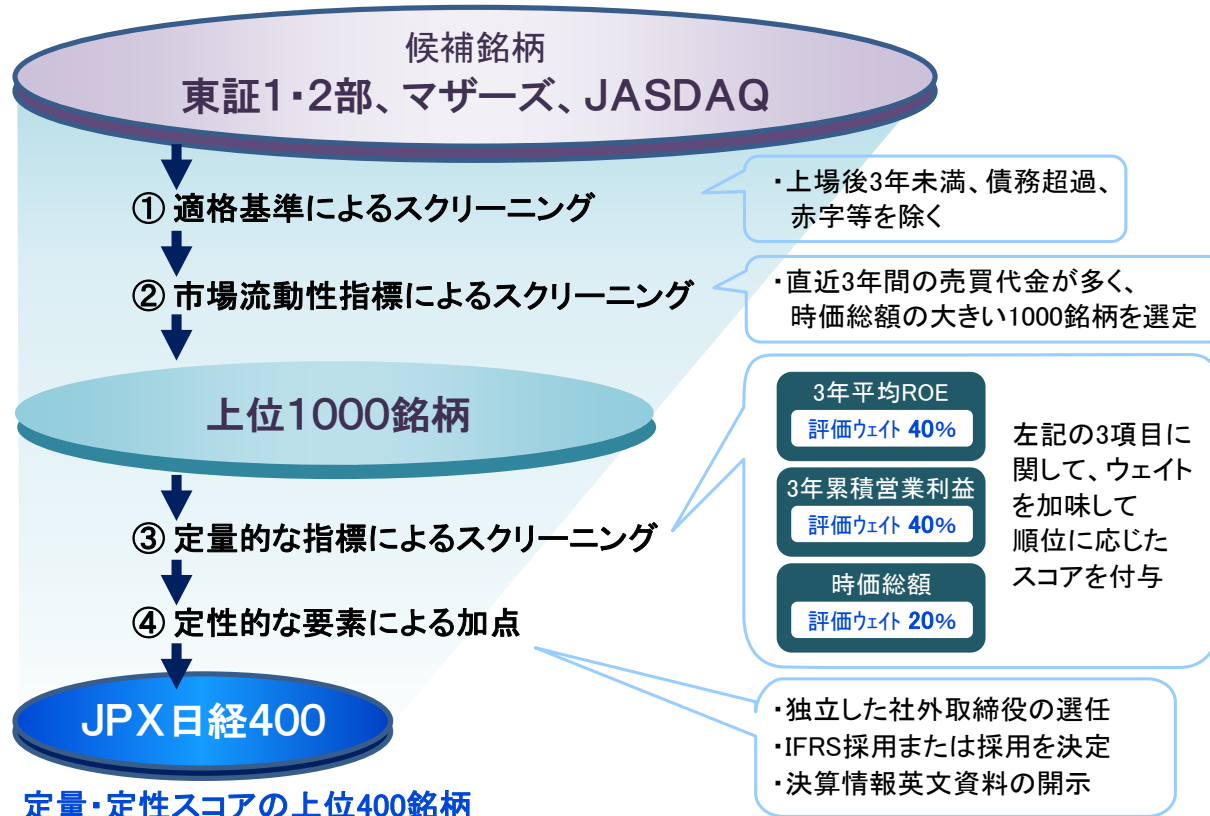 候補銘柄
東証1・2部、マザーズ、JASDAQ
① 適格基準によるスクリーニング
・上場後3年未満、債務超過、
赤字等を除く
② 市場流動性指標によるスクリーニング
・直近3年間の売買代金が多く、
時価総額の大きい1000銘柄を選定
上位1000銘柄
③ 定量的な指標によるスクリーニング
3年平均ROE
評価ウェイト 40%
3年累積営業利益
評価ウェイト 40%
時価総額
評価ウェイト 20%
左記の3項目に
関して、ウェイト
を加味して
順位に応じた
スコアを付与
④ 定性的な要素による加点
・独立した社外取締役の選任
・IFRS採用または採用を決定
・決算情報英文資料の開示
JPX日経400
定量・定性スコアの上位400銘柄